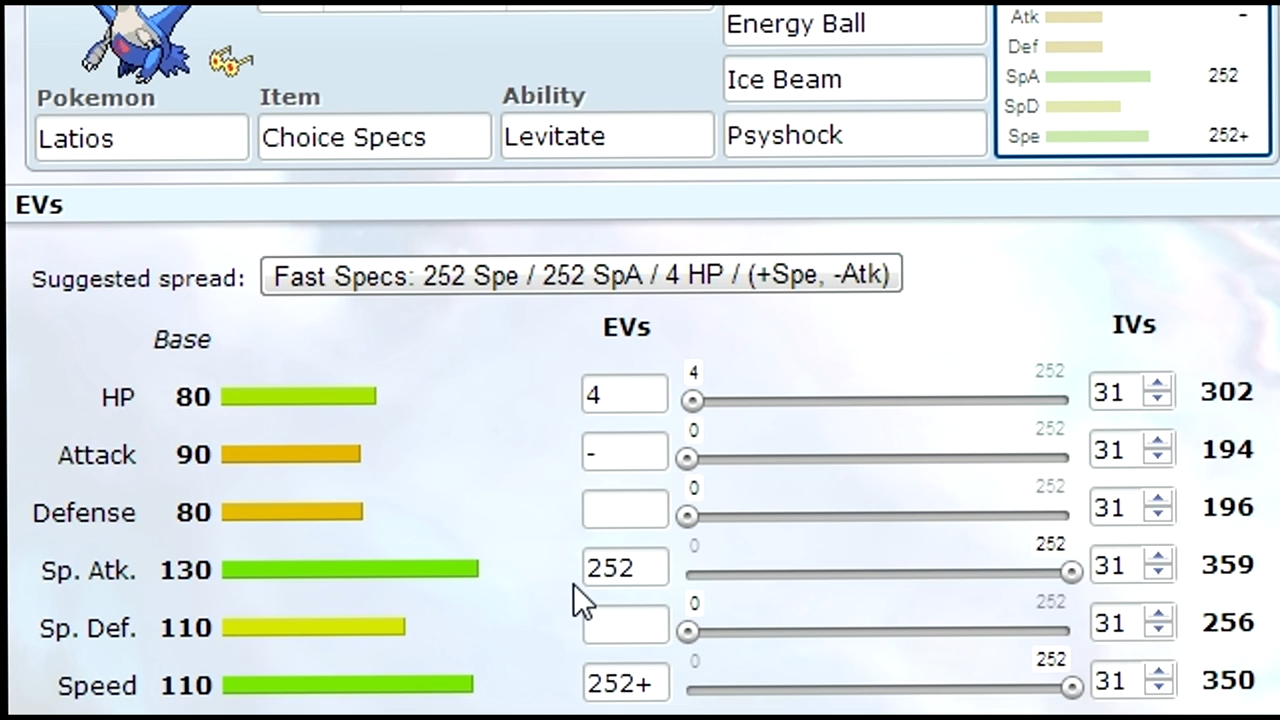 Energy Ball
Atk -
Def
Ice Beam
SpA 252
Pokemon Item Ability
SpD
Latios Choice Specs Levitate Psyshock
Spe 252+
EVs
Suggested spread: Fast Specs: 252 Spe / 252 SpA / 4 HP / (+Spe, -Atk)
Base EVs IVs
4 252
HP 80 4 31 302
0 252
Attack 90 - 31 194
0 252
Defense 80 31 196
0 252
Sp. Atk. 130 252 31 359
0 252
Sp. Def. 110 31 256
0 252
Speed 110 252+ 31 350